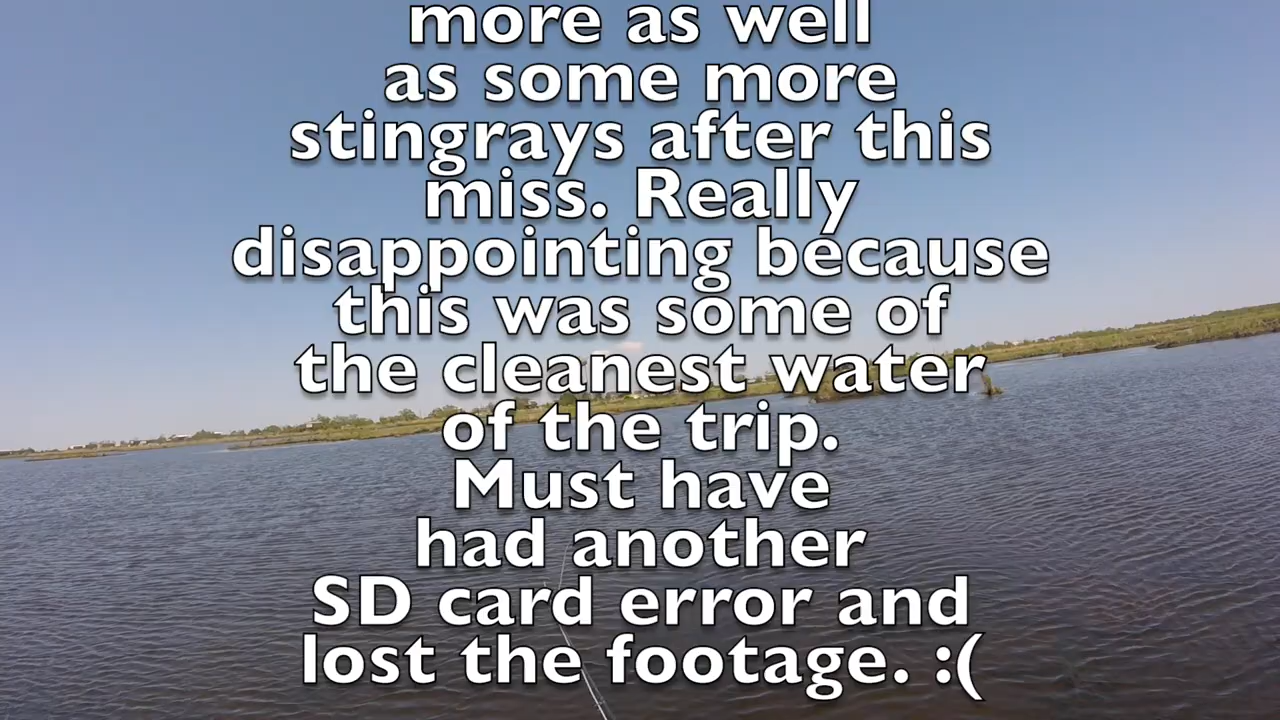 more as well
as some more
stingrays after this
miss. Really
disappointing because
this was some of
the cleanest water
of the trip.
Must have
had another
SD card error and
lost the footage. :(